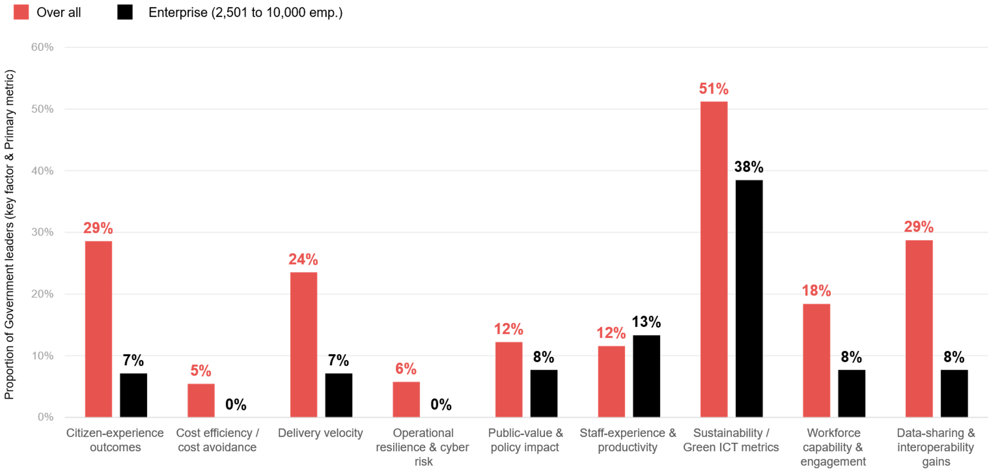 Over all
Enterprise (2,501 to 10,000 emp.)
Proportion of Government leaders (key factor & Primary metric)
60%
50%
40%
30%
20%
10%
0%
29%
7%
5%
0%
24%
7%
6%
0%
12%
8%
12%
13%
51%
38%
18%
8%
29%
8%
Citizen-experience
outcomes
Cost efficiency /
cost avoidance
Delivery velocity
Operational
resilience & cyber
risk
Public-value &
policy impact
Staff-experience &
productivity
Sustainability /
Green ICT metrics
Workforce
capability &
engagement
Data-sharing &
interoperability
gains